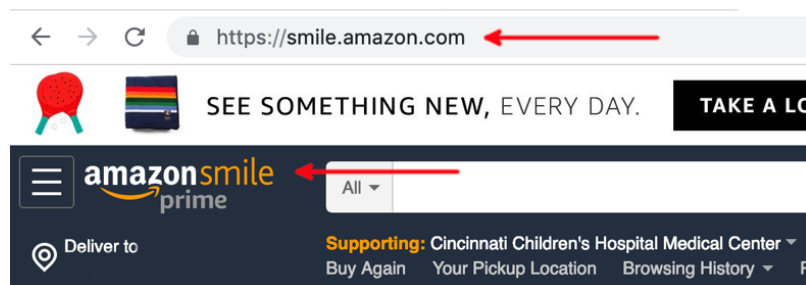 https://smile.amazon.com
SEE SOMETHING NEW, EVERY DAY. TAKE A LO
amazonsmile
prime
All
Deliver to
Supporting: Cincinnati Children's Hospital Medical Center
Buy Again Your Pickup Location Browsing History